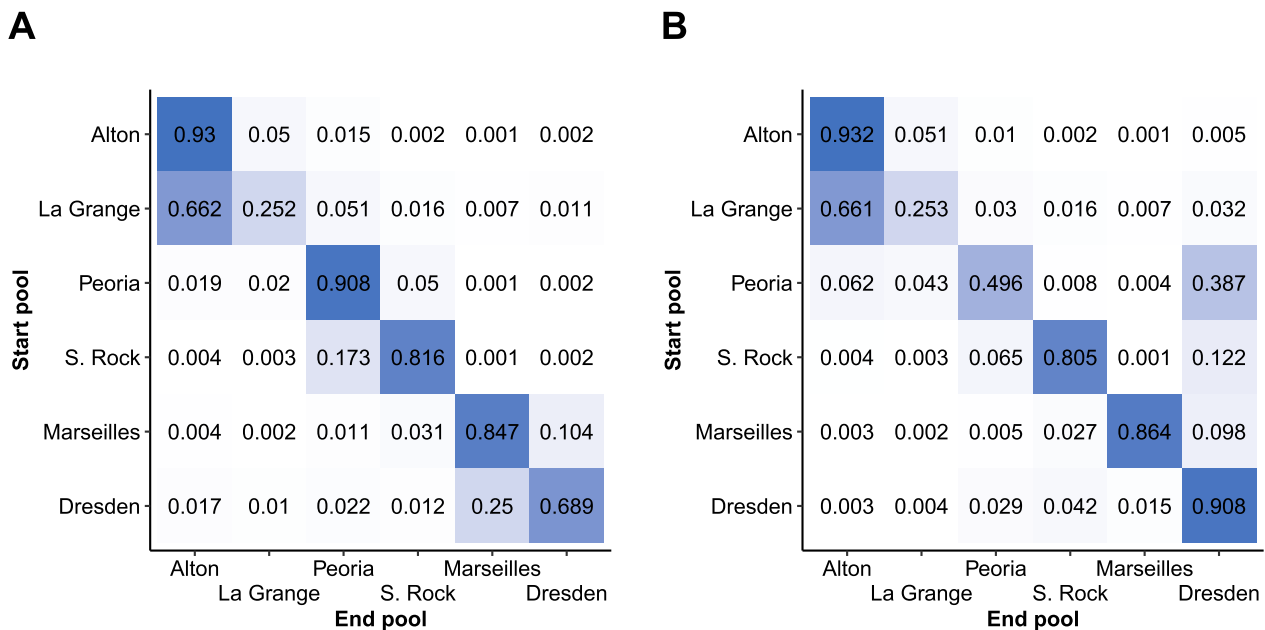 A
Alton 0.93 0.05 0.015 0.002 0.001 0.002
La Grange 0.662 0.252 0.051 0.016 0.007 0.011
Peoria 0.019 0.02 0.908 0.05 0.001 0.002
S. Rock 0.004 0.003 0.173 0.816 0.001 0.002
Marseilles 0.004 0.002 0.011 0.031 0.847 0.104
Dresden 0.017 0.01 0.022 0.012 0.25 0.689
Start pool
Alton Peoria Marseilles
La Grange S. Rock Dresden
End pool
B
Alton 0.932 0.051 0.01 0.002 0.001 0.005
La Grange 0.661 0.253 0.03 0.016 0.007 0.032
Peoria 0.062 0.043 0.496 0.008 0.004 0.387
S. Rock 0.004 0.003 0.065 0.805 0.001 0.122
Marseilles 0.003 0.002 0.005 0.027 0.864 0.098
Dresden 0.003 0.004 0.029 0.042 0.015 0.908
Start pool
Alton Peoria Marseilles
La Grange S. Rock Dresden
End pool